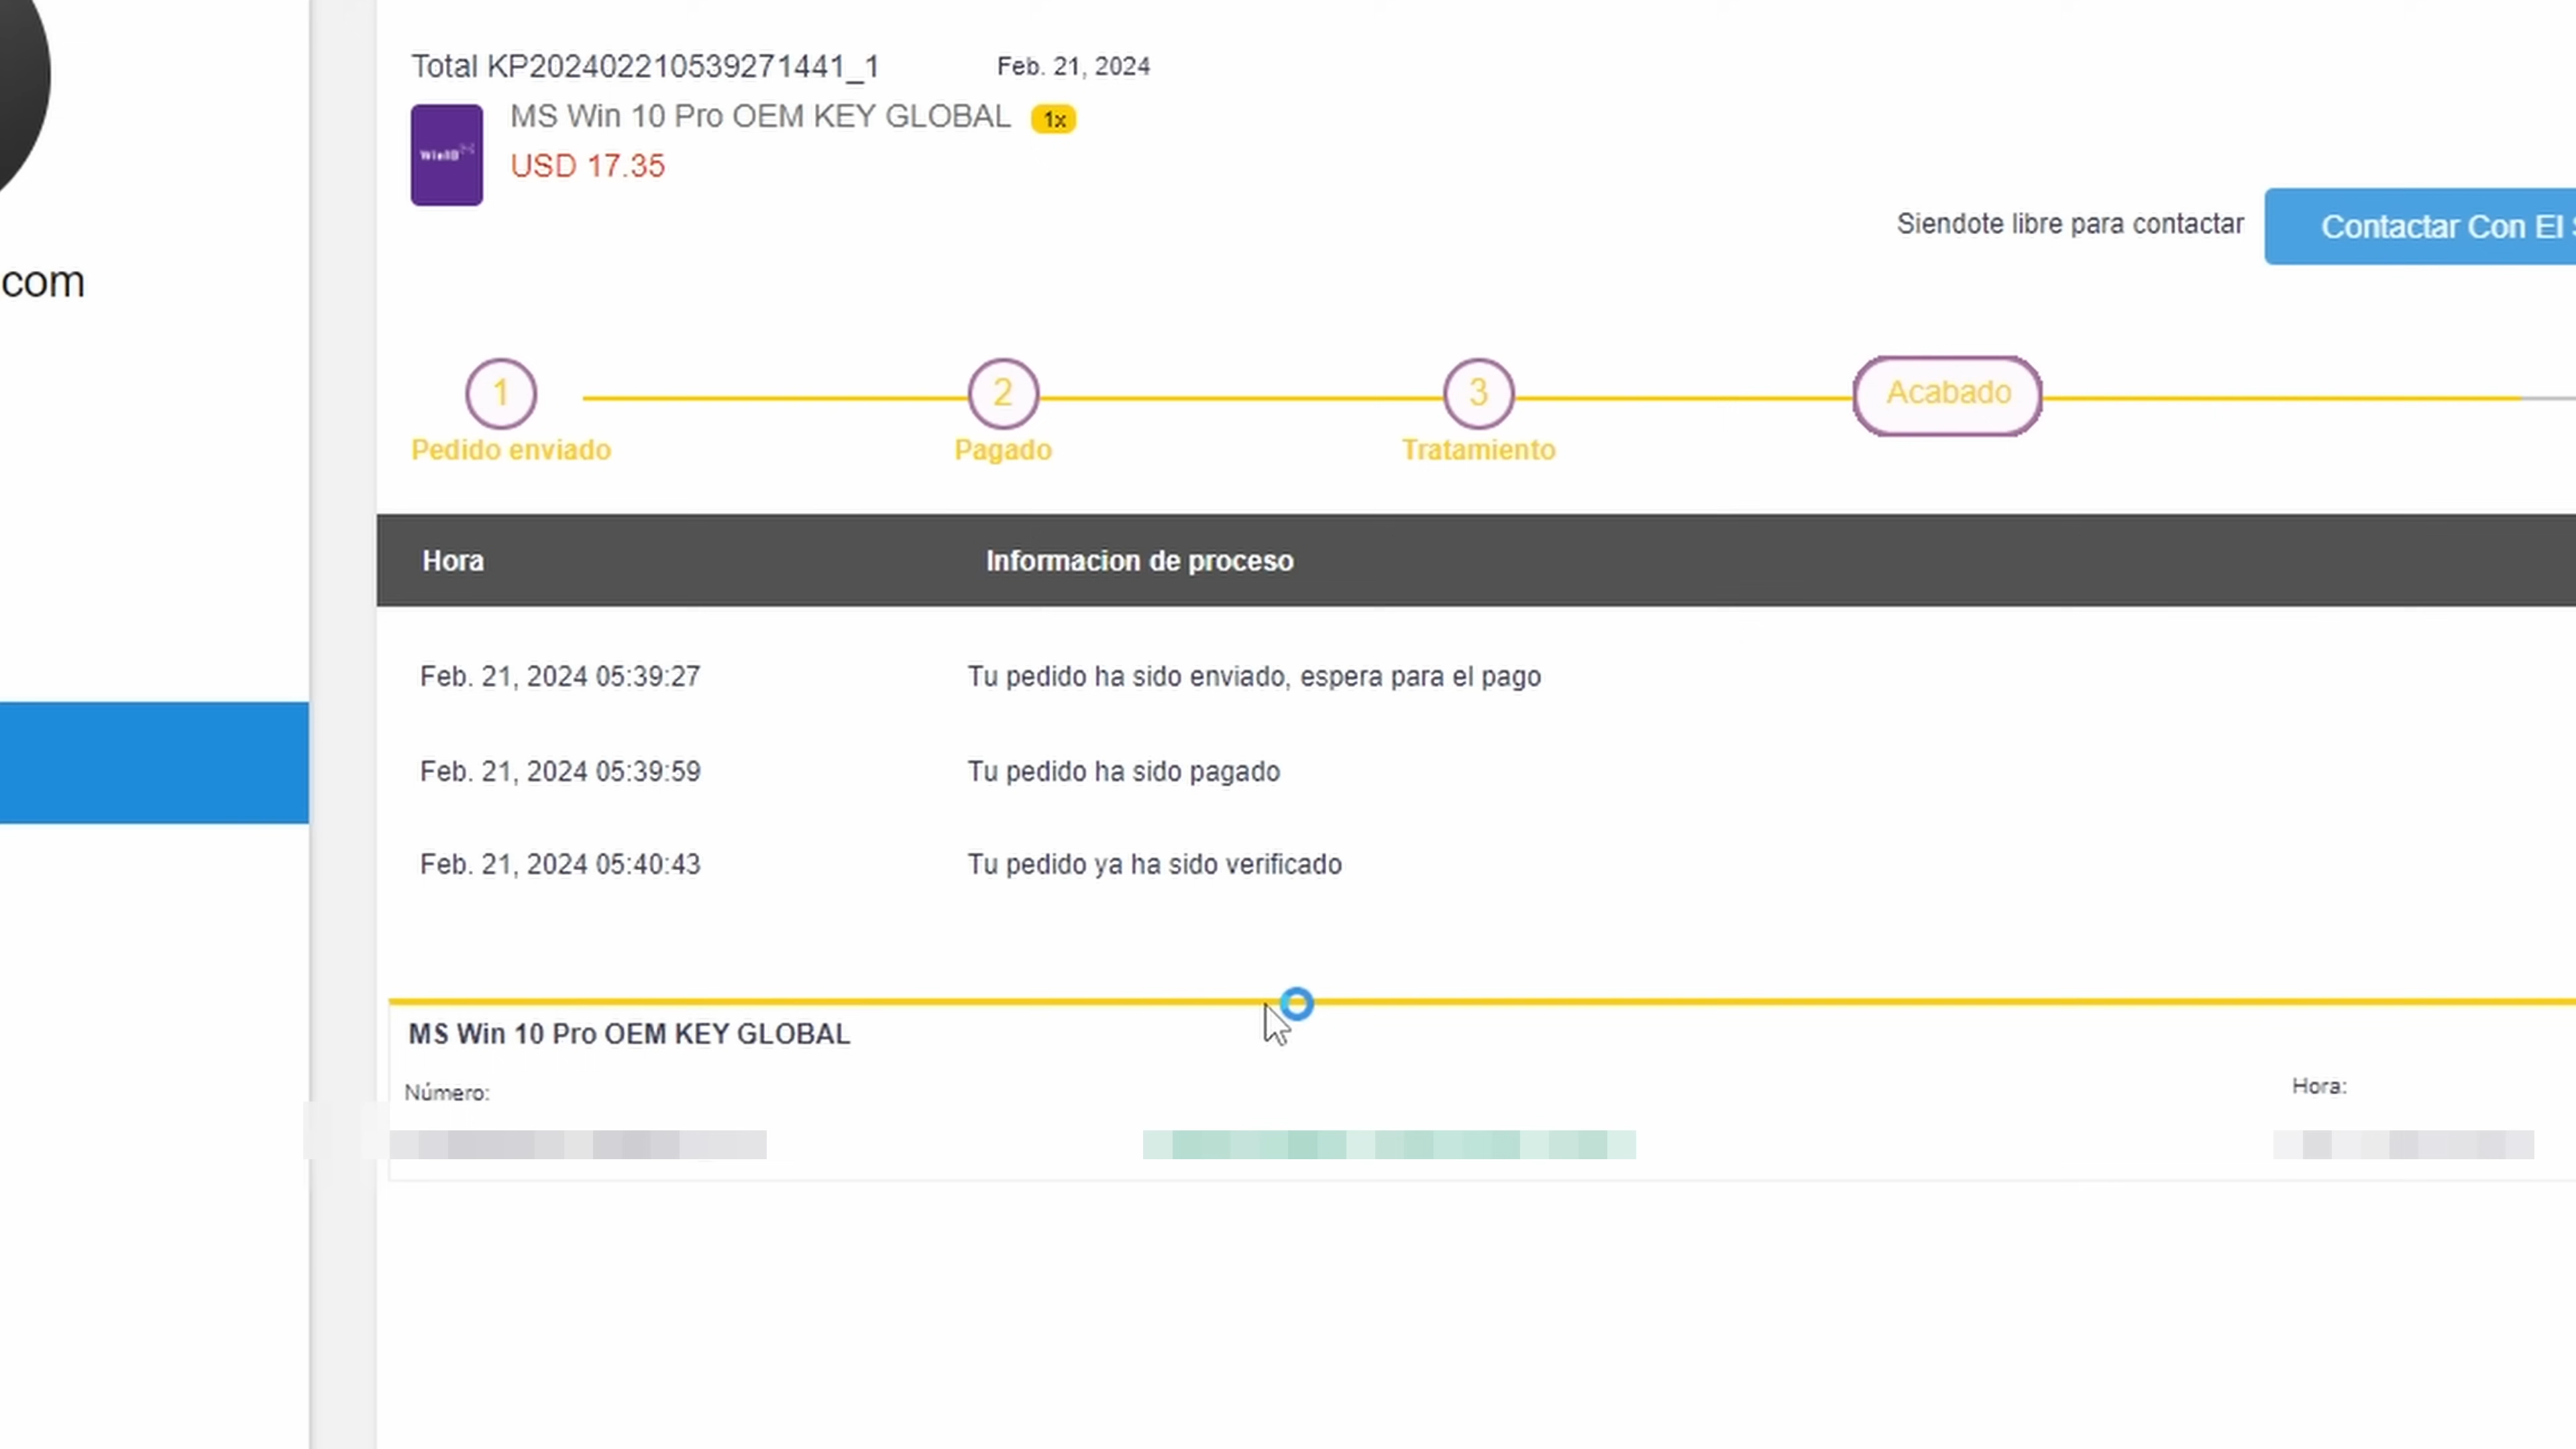 Total KP202402210539271441_1 Feb. 21, 2024
MS Win 10 Pro OEM KEY GLOBAL 1x
Win10
USD 17.35
Siendote libre para contactar Contactar Con El
com
1 2 3 Acabado
Pedido enviado Pagado Tratamiento
Hora Informacion de proceso
Feb. 21, 2024 05:39:27 Tu pedido ha sido enviado, espera para el pago
Feb. 21, 2024 05:39:59 Tu pedido ha sido pagado
Feb. 21, 2024 05:40:43 Tu pedido ya ha sido verificado
MS Win 10 Pro OEM KEY GLOBAL
Número: Hora: